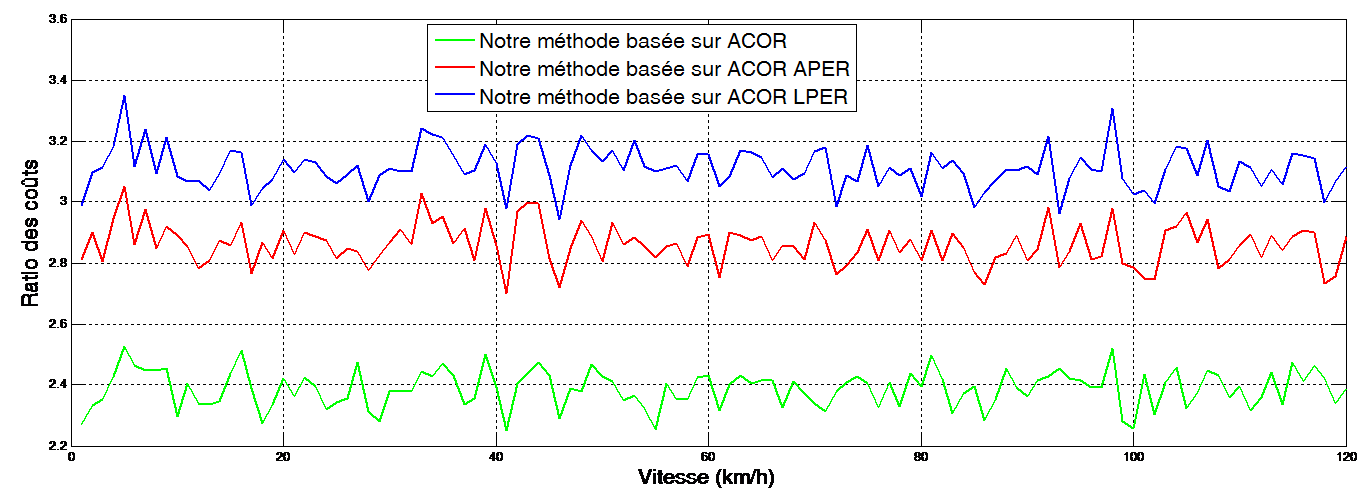 3.6
Notre méthode basée sur ACOR
Notre méthode basée sur ACOR APER
Notre méthode basée sur ACOR LPER
3.4
3.2
3
2.8
2.6
2.4
2.2
Ratio des coûts
0 20 40 60 80 100 120
Vitesse (km/h)